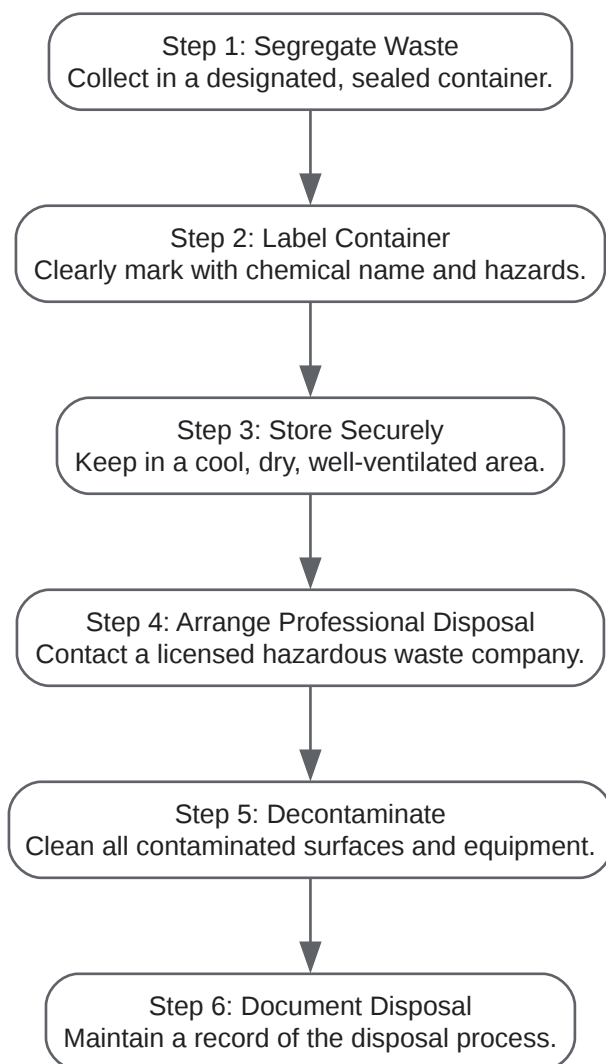 Step 1: Segregate Waste
Collect in a designated, sealed container.
Step 2: Label Container
Clearly mark with chemical name and hazards.
Step 3: Store Securely
Keep in a cool, dry, well-ventilated area.
Step 4: Arrange Professional Disposal
Contact a licensed hazardous waste company.
Step 5: Decontaminate
Clean all contaminated surfaces and equipment.
Step 6: Document Disposal
Maintain a record of the disposal process.